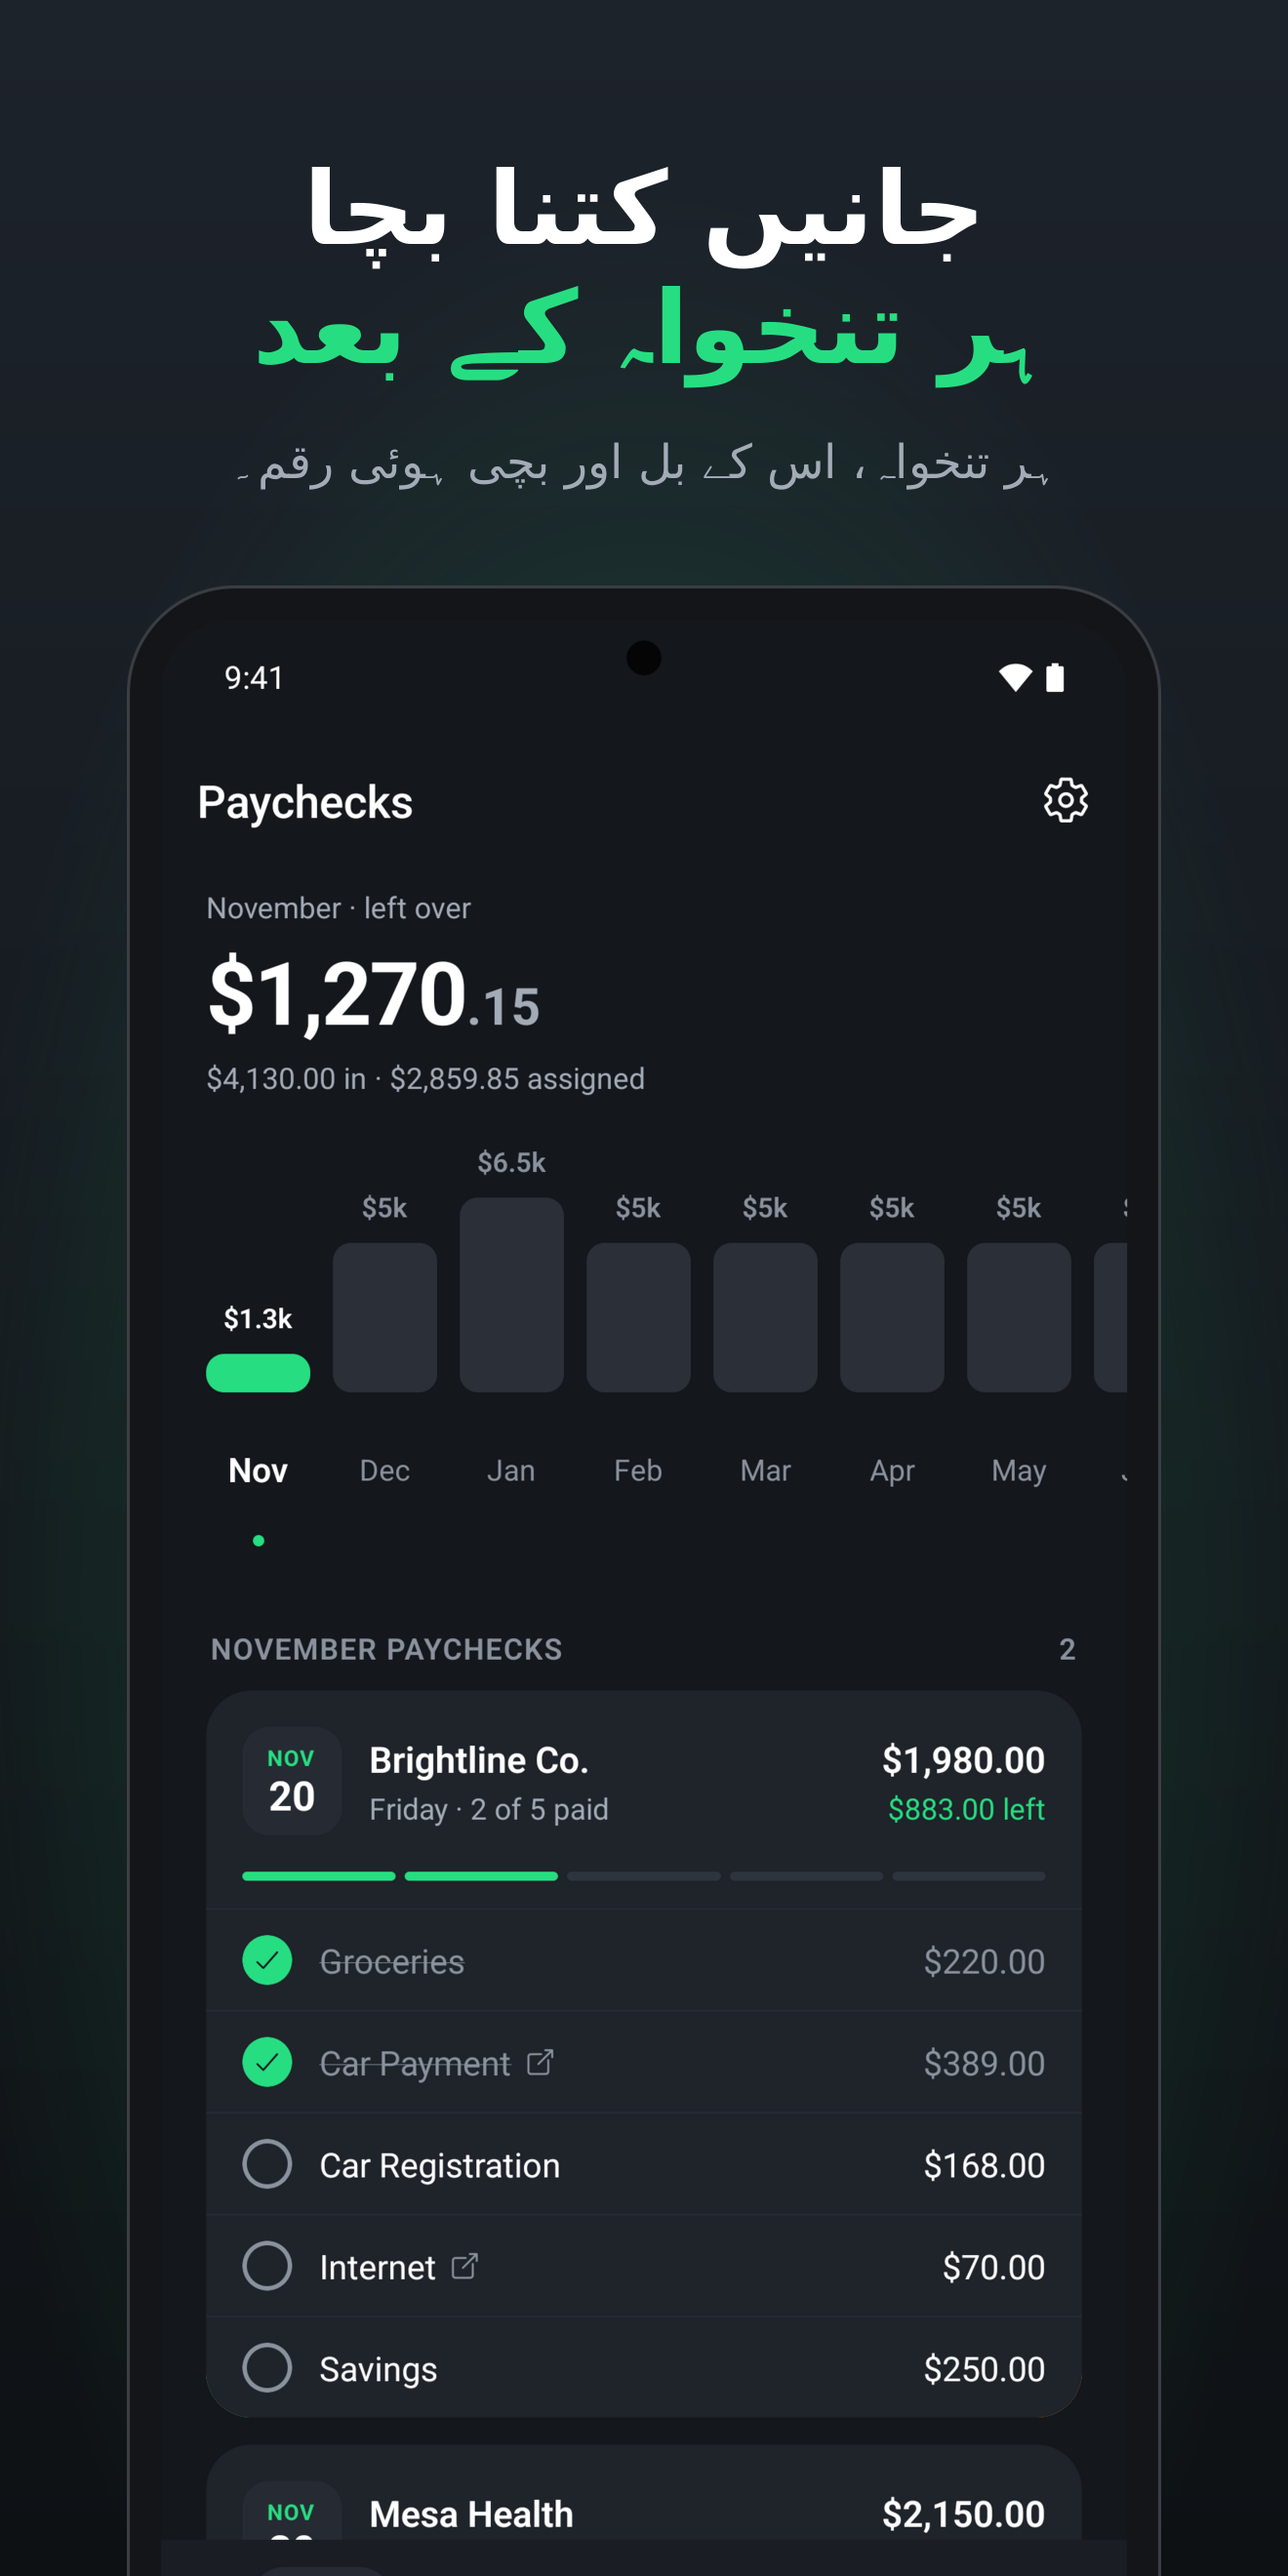 جانیں کتنا بچا
ہر تنخواہ کے بعد
ہر تنخواہ، اس کے بل اور بچی ہوئی رقم۔
9:41
Paychecks
November · left over
$1,270.15
$4,130.00 in · $2,859.85 assigned
$1.3k $5k $6.5k $5k $5k $5k $5k
Nov Dec Jan Feb Mar Apr May
NOVEMBER PAYCHECKS 2
NOV 20 Brightline Co. $1,980.00
Friday · 2 of 5 paid $883.00 left
Groceries $220.00
Car Payment $389.00
Car Registration $168.00
Internet $70.00
Savings $250.00
NOV Mesa Health $2,150.00